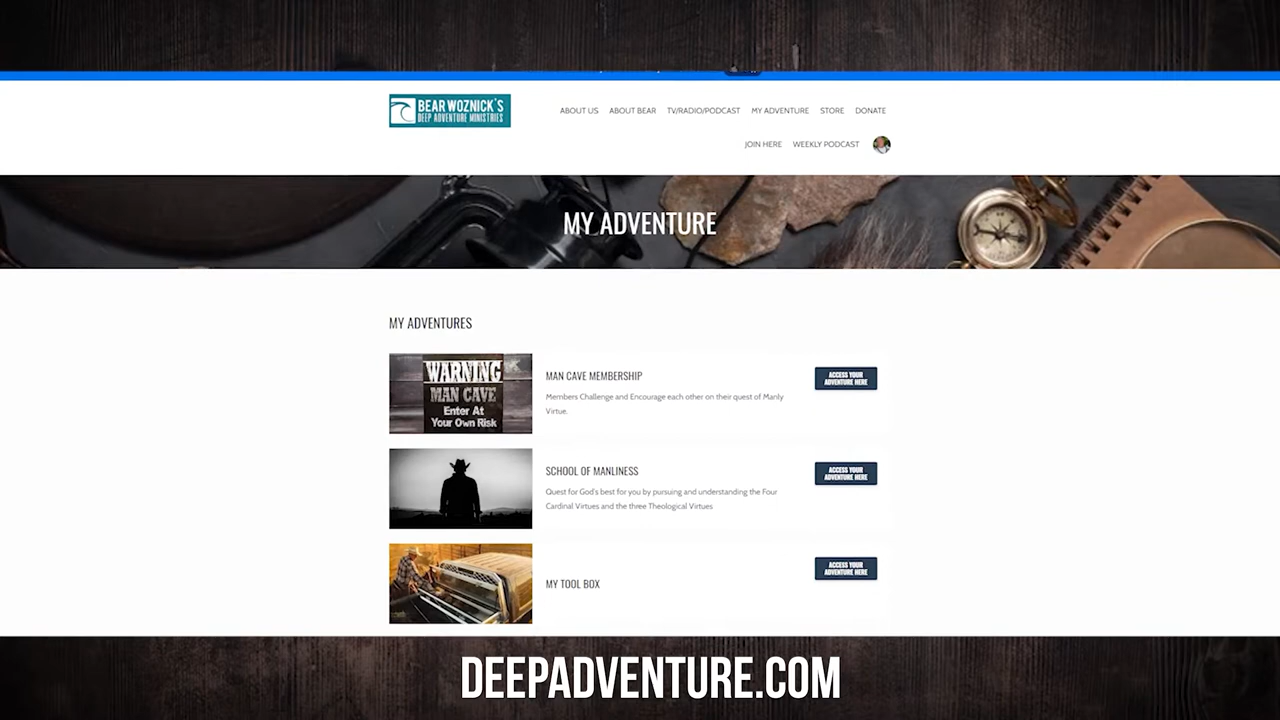 BEAR WOZNICK'S
DEEP ADVENTURE MINISTRIES
ABOUT US ABOUT BEAR TV/RADIO/PODCAST MY ADVENTURE STORE DONATE
JOIN HERE WEEKLY PODCAST
MY ADVENTURE
MY ADVENTURES
WARNING
MAN CAVE
Enter At
Your Own Risk
MAN CAVE MEMBERSHIP
Members Challenge and Encourage each other on their quest of Manly
Virtue.
ACCESS YOUR
ADVENTURE HERE
SCHOOL OF MANLINESS
Quest for God's best for you by pursuing and understanding the Four
Cardinal Virtues and the three Theological Virtues
ACCESS YOUR
ADVENTURE HERE
MY TOOL BOX
ACCESS YOUR
ADVENTURE HERE
DEEPADVENTURE.COM